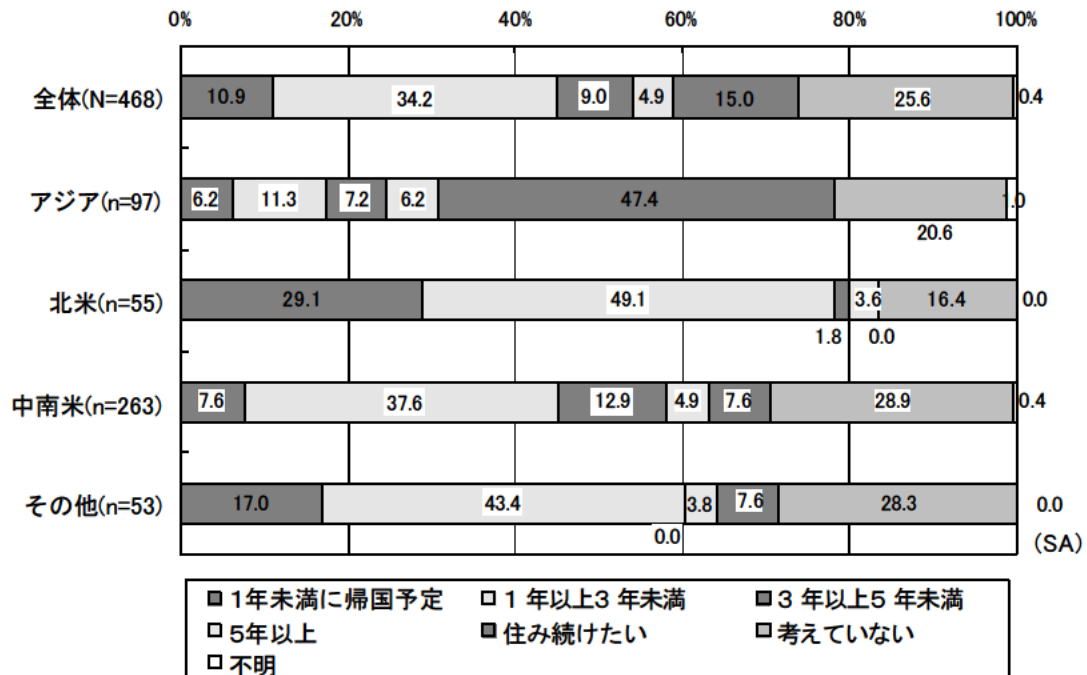 0% 20% 40% 60% 80% 100%
全体(N=468) 10.9 34.2 9.0 4.9 15.0 25.6 0.4
アジア(n=97) 6.2 11.3 7.2 6.2 47.4 1.0
20.6
北米(n=55) 29.1 49.1 3.6 16.4 0.0
1.8 0.0
中南米(n=263) 7.6 37.6 12.9 4.9 7.6 28.9 0.4
その他(n=53) 17.0 43.4 3.8 7.6 28.3 0.0
0.0 (SA)
1年未満に帰国予定 1 年以上3 年未満 3 年以上5 年未満
5年以上 住み続けたい 考えていない
不明